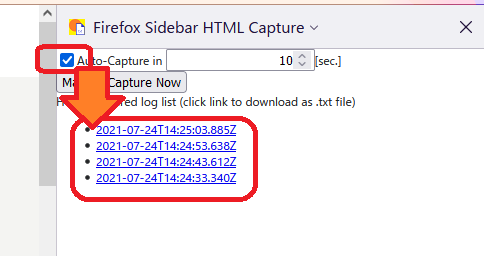 Firefox Sidebar HTML Capture
Auto-Capture in 10 [sec.]
Ma Capture Now
H red log list (click link to download as .txt file)
2021-07-24T14:25:03.885Z
2021-07-24T14:24:53.638Z
2021-07-24T14:24:43.612Z
2021-07-24T14:24:33.340Z